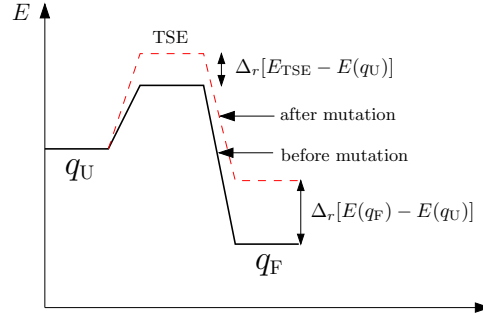 E
TSE
Δ_r[E_TSE − E(q_U)]
after mutation
before mutation
q_U
Δ_r[E(q_F) − E(q_U)]
q_F